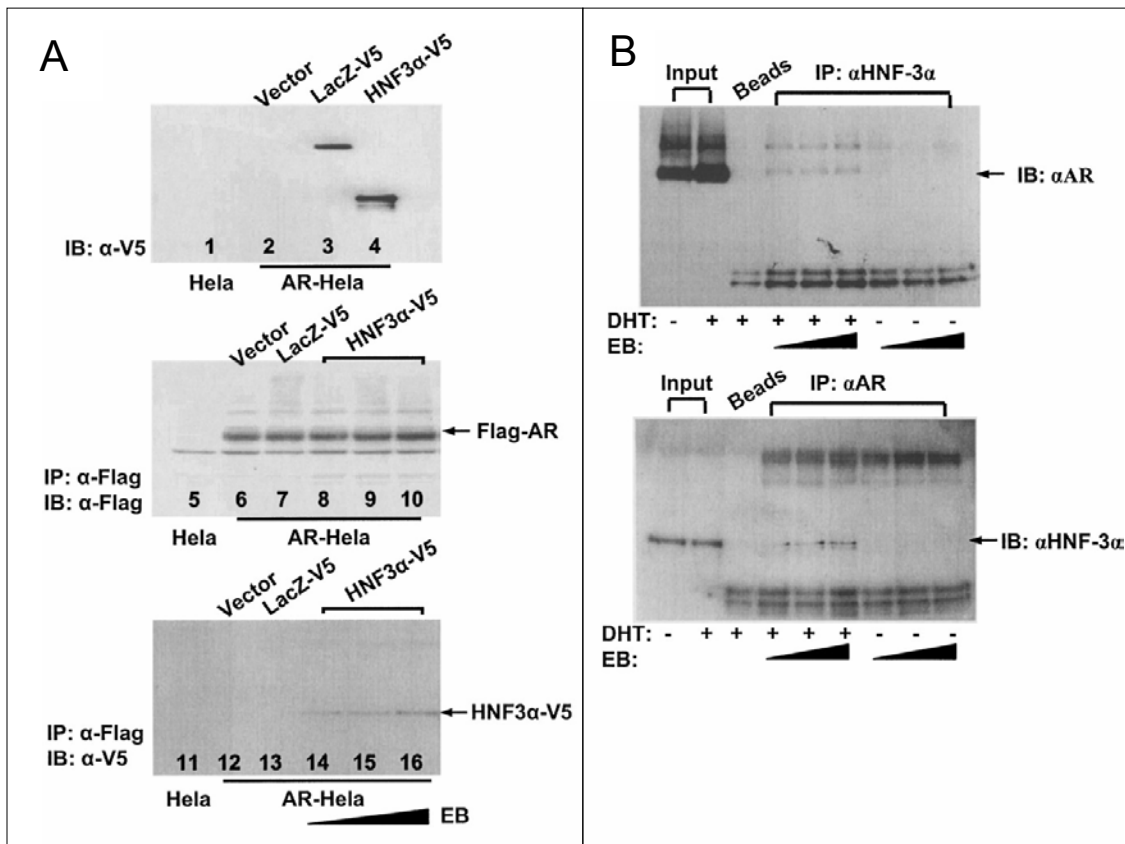 A
Vector
LacZ-V5
HNF3α-V5
IB: α-V5
1 2 3 4
Hela
AR-Hela
Vector
LacZ-V5
HNF3α-V5
Flag-AR
IP: α-Flag
IB: α-Flag
5 6 7 8 9 10
Hela
AR-Hela
Vector
LacZ-V5
HNF3α-V5
HNF3α-V5
IP: α-Flag
IB: α-V5
11 12 13 14 15 16
Hela
AR-Hela
EB
B
Input
Beads
IP: αHNF-3α
IB: αAR
DHT: - + + + + + - - -
EB:
Input
Beads
IP: αAR
IB: αHNF-3α
DHT: - + + + + + - - -
EB: